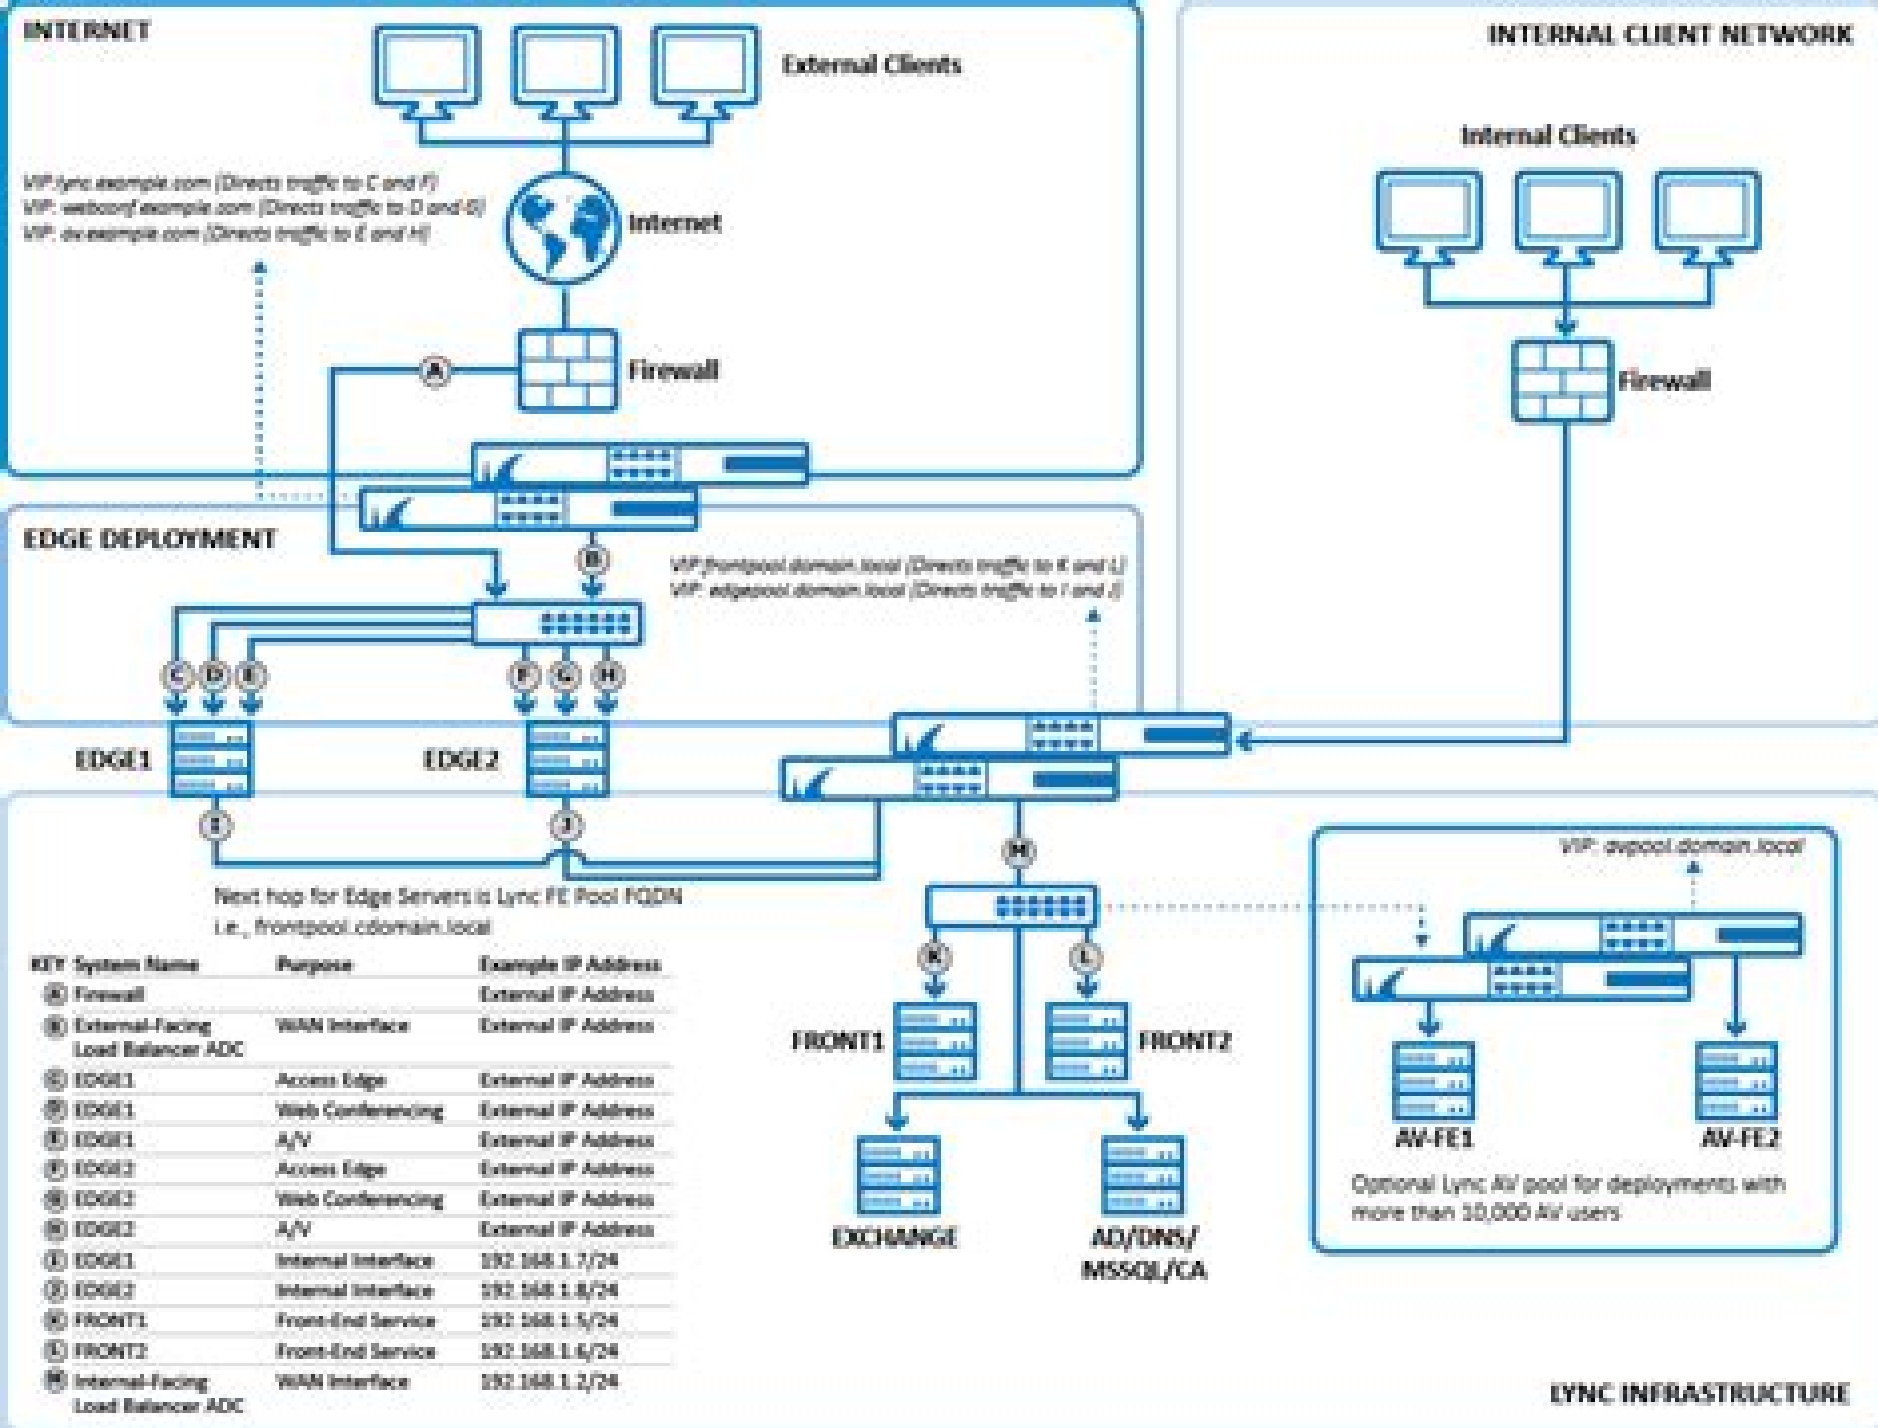 INTERNET
External Clients
VIP:lync.example.com (Directs traffic to C and F)
VIP: webconf.example.com (Directs traffic to D and G)
VIP: av.example.com (Directs traffic to E and H)
Internet
A
Firewall
INTERNAL CLIENT NETWORK
Internal Clients
Firewall
EDGE DEPLOYMENT
B
VIP:frontpool.domain.local (Directs traffic to K and L)
VIP: edgepool.domain.local (Directs traffic to I and J)
C D E F G H
EDGE1
EDGE2
I
J
M
Next hop for Edge Servers is Lync FE Pool FQDN
i.e., frontpool.cdomain.local
K
L
FRONT1
FRONT2
EXCHANGE
AD/DNS/
MSSQL/CA
VIP: avpool.domain.local
AV-FE1
AV-FE2
Optional Lync AV pool for deployments with
more than 10,000 AV users
KEY System Name Purpose Example IP Address
A Firewall External IP Address
B External-Facing WAN Interface External IP Address
Load Balancer ADC
C EDGE1 Access Edge External IP Address
D EDGE1 Web Conferencing External IP Address
E EDGE1 A/V External IP Address
F EDGE2 Access Edge External IP Address
G EDGE2 Web Conferencing External IP Address
H EDGE2 A/V External IP Address
I EDGE1 Internal Interface 192.168.1.7/24
J EDGE2 Internal Interface 192.168.1.8/24
K FRONT1 Front-End Service 192.168.1.5/24
L FRONT2 Front-End Service 192.168.1.6/24
M Internal-Facing WAN Interface 192.168.1.2/24
Load Balancer ADC
LYNC INFRASTRUCTURE